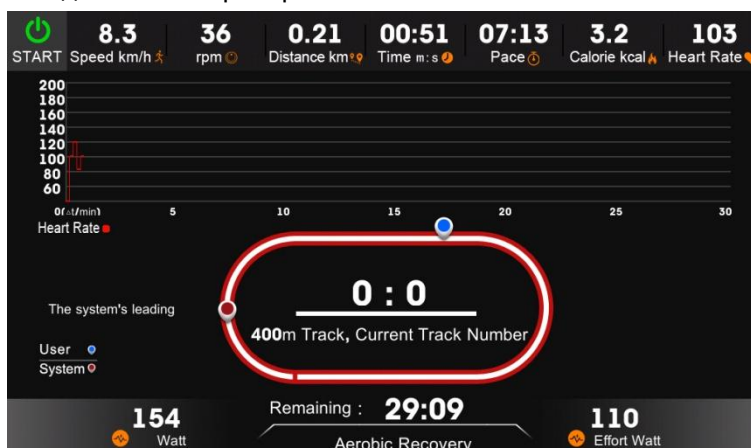 START
8.3
Speed km/h
36
rpm
0.21
Distance km
00:51
Time m:s
07:13
Pace
3.2
Calorie kcal
103
Heart Rate
200
180
160
140
120
100
80
60
0(
/min)
5
10
15
20
25
30
Heart Rate
The system's leading
0 : 0
400m Track, Current Track Number
User
System
154
Watt
Remaining : 29:09
Aerobic Recovery
110
Effort Watt